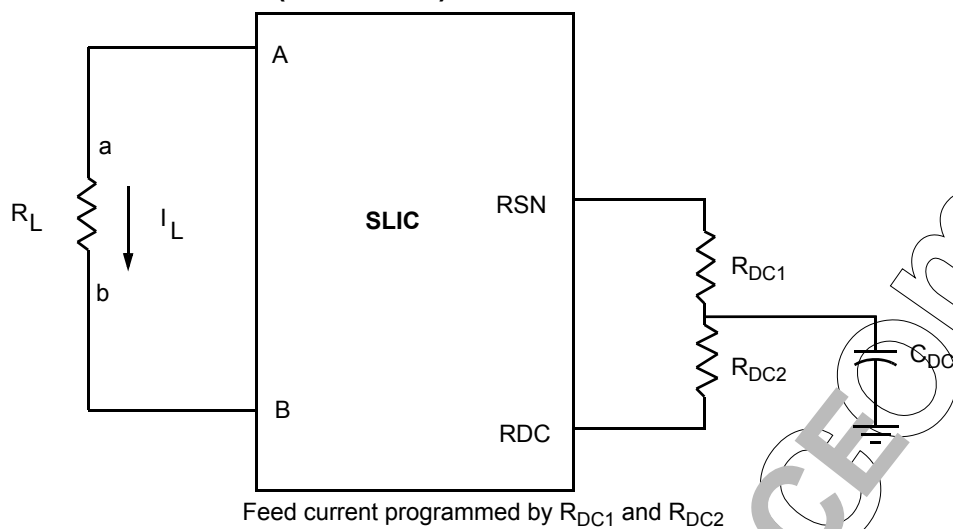 A
a
RSN
R_L
I_L
SLIC
R_DC1
b
C_DC
R_DC2
B
RDC
Feed current programmed by R_DC1 and R_DC2